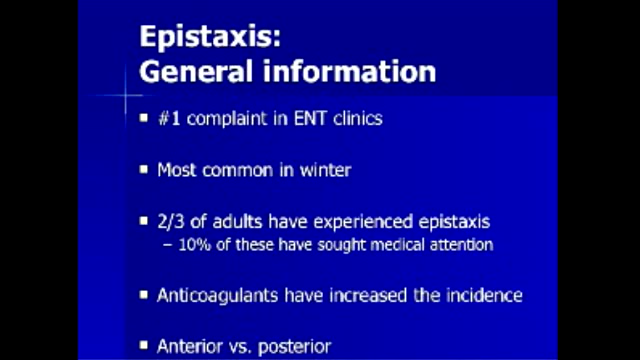 Epistaxis:
General information
▪ #1 complaint in ENT clinics
▪ Most common in winter
▪ 2/3 of adults have experienced epistaxis
– 10% of these have sought medical attention
▪ Anticoagulants have increased the incidence
▪ Anterior vs. posterior